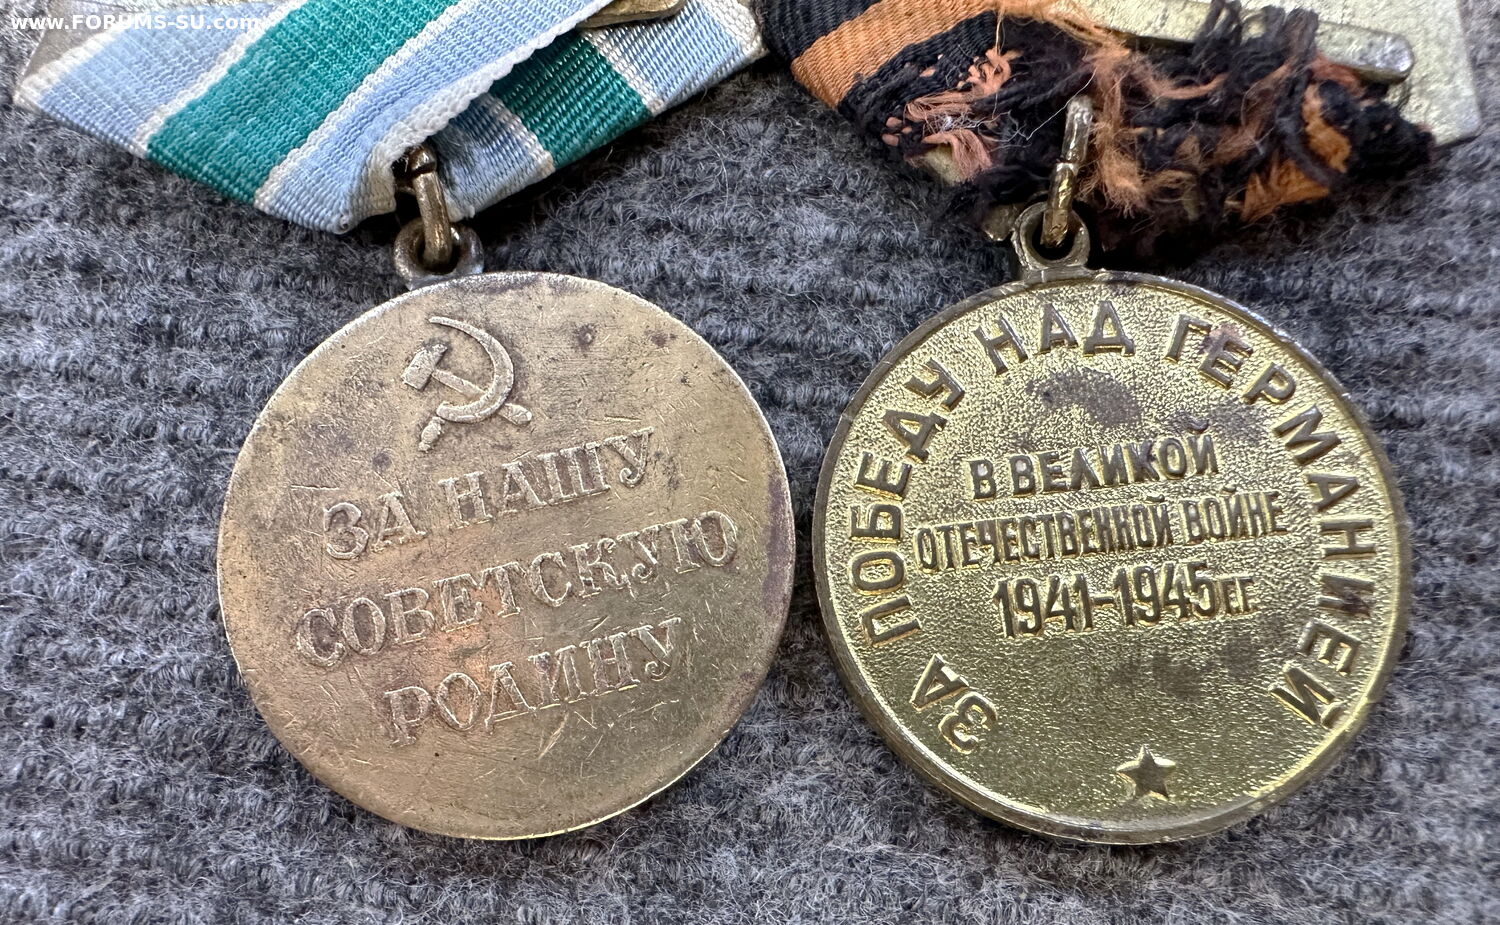 www.FORUMS-SU.com
ЗА НАШУ
СОВЕТСКУЮ
РОДИНУ
ЗА ПОБЕДУ НАД ГЕРМАНИЕЙ
В ВЕЛИКОЙ
ОТЕЧЕСТВЕННОЙ ВОЙНЕ
1941-1945 ГГ.